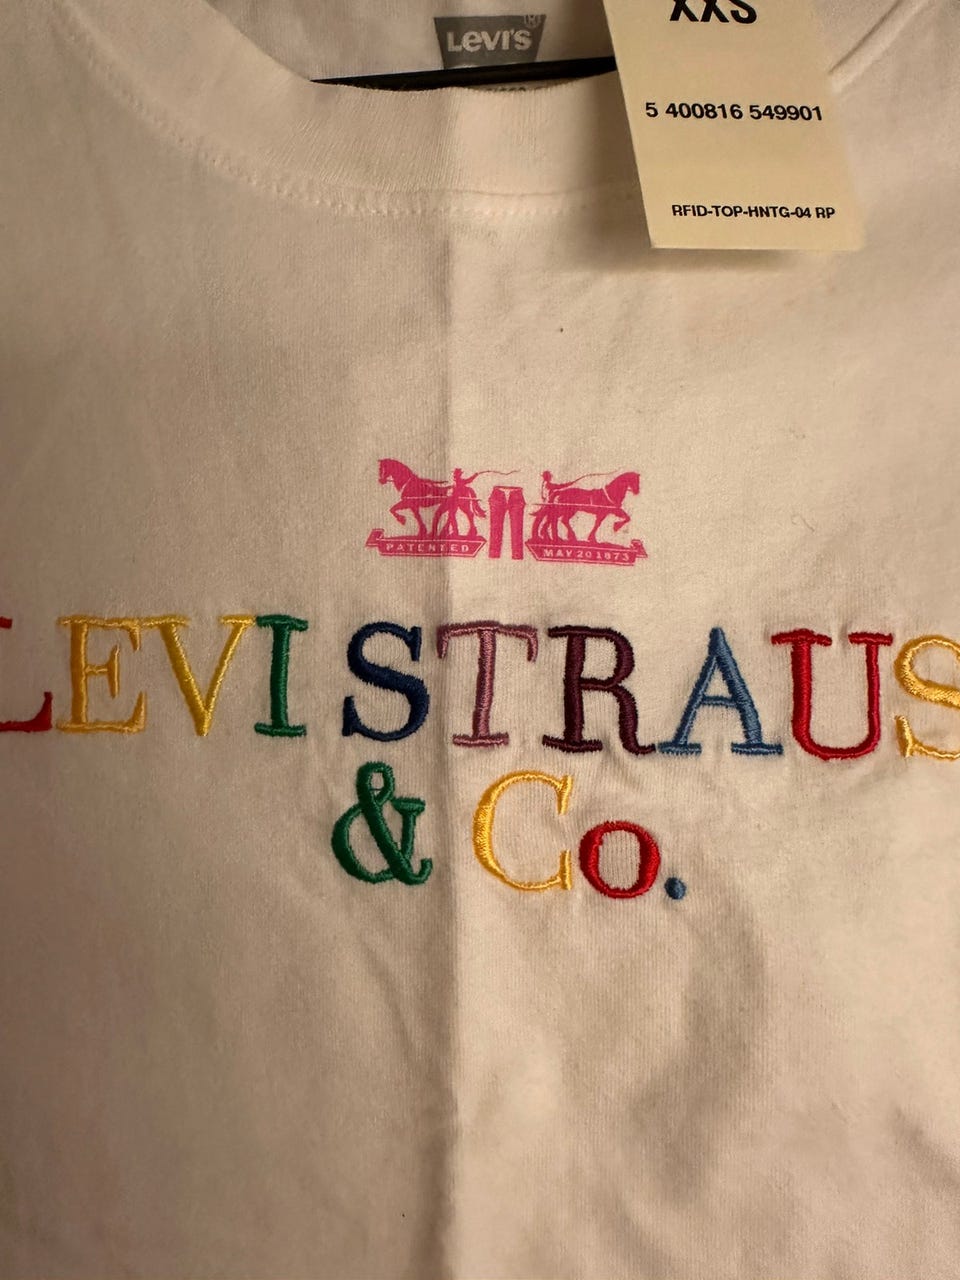 LEVI'S
XXS
5 400816 549901
RFID-TOP-HNTG-04 RP
PATENTED MAY 20 1873
LEVI STRAUS
& Co.